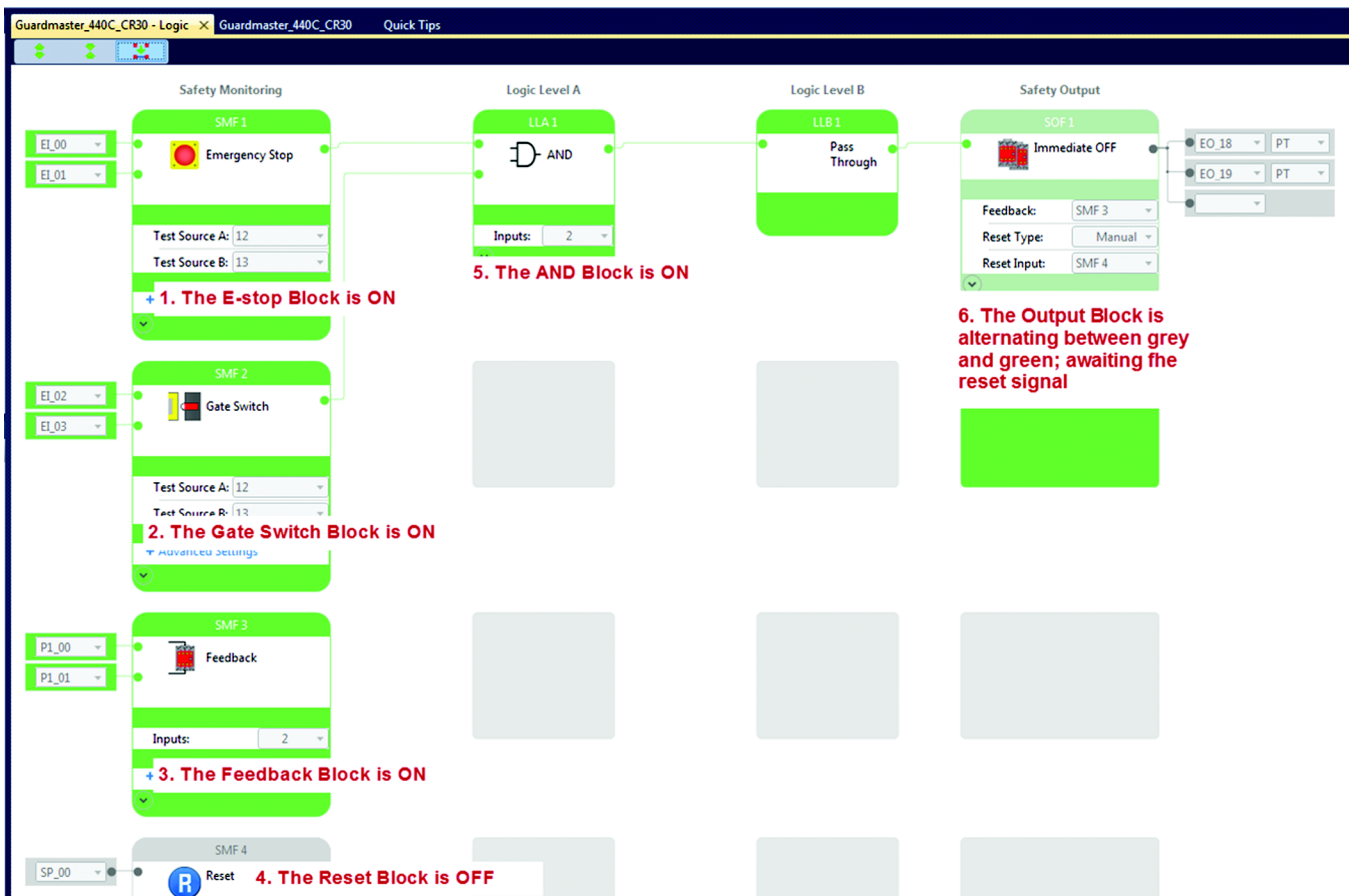 Guardmaster_440C_CR30 - Logic Guardmaster_440C_CR30 Quick Tips
Safety Monitoring Logic Level A Logic Level B Safety Output
SMF 1 LLA 1 LLB 1 SOF 1
EI_00
EI_01
Emergency Stop
AND
Pass
Through
Immediate OFF
EO_18 PT
EO_19 PT
Test Source A: 12
Test Source B: 13
Inputs: 2
Feedback: SMF 3
Reset Type: Manual
Reset Input: SMF 4
+ 1. The E-stop Block is ON
5. The AND Block is ON
6. The Output Block is
alternating between grey
and green; awaiting fhe
reset signal
SMF 2
EI_02
EI_03
Gate Switch
Test Source A: 12
Test Source B: 13
2. The Gate Switch Block is ON
+ Advanced Settings
SMF 3
P1_00
P1_01
Feedback
Inputs: 2
+ 3. The Feedback Block is ON
SMF 4
SP_00
R Reset
4. The Reset Block is OFF